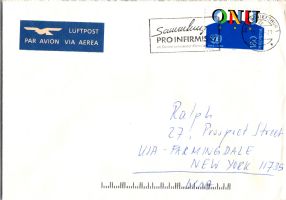 LUFTPOST
PAR AVION VIA AEREA
Sammlung
PRO INFIRMIS
ONU
Ralph
27, Prospect Street
VIA - FARMINGDALE
NEW YORK 11735